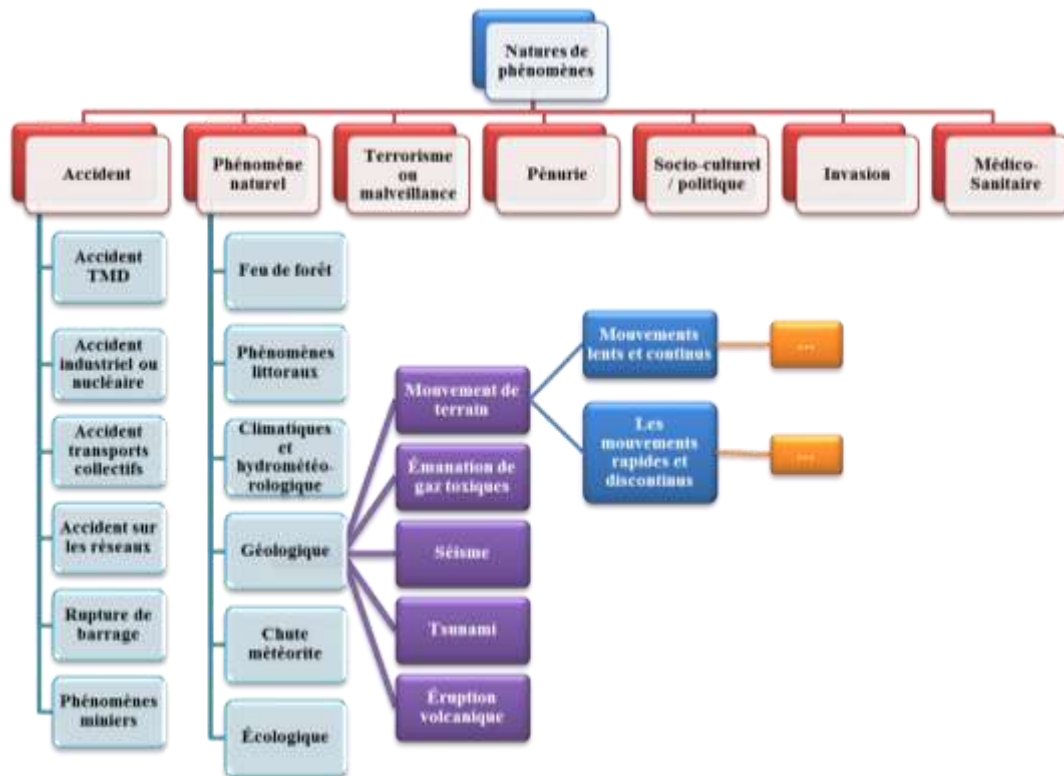 Natures de
phénomènes
Accident
Phénomène
naturel
Terrorisme
ou
malveillance
Pénurie
Socio-culturel
/ politique
Invasion
Médico-
Sanitaire
Accident
TMD
Accident
industriel ou
nucléaire
Accident
transports
collectifs
Accident sur
les réseaux
Rupture de
barrage
Phénomènes
miniers
Feu de forêt
Phénomènes
littoraux
Climatiques
et
hydrométéo-
rologique
Géologique
Chute
météorite
Écologique
Mouvement de
terrain
Émanation de
gaz toxiques
Séisme
Tsunami
Éruption
volcanique
Mouvements
lents et continus
...
Les
mouvements
rapides et
discontinus
...